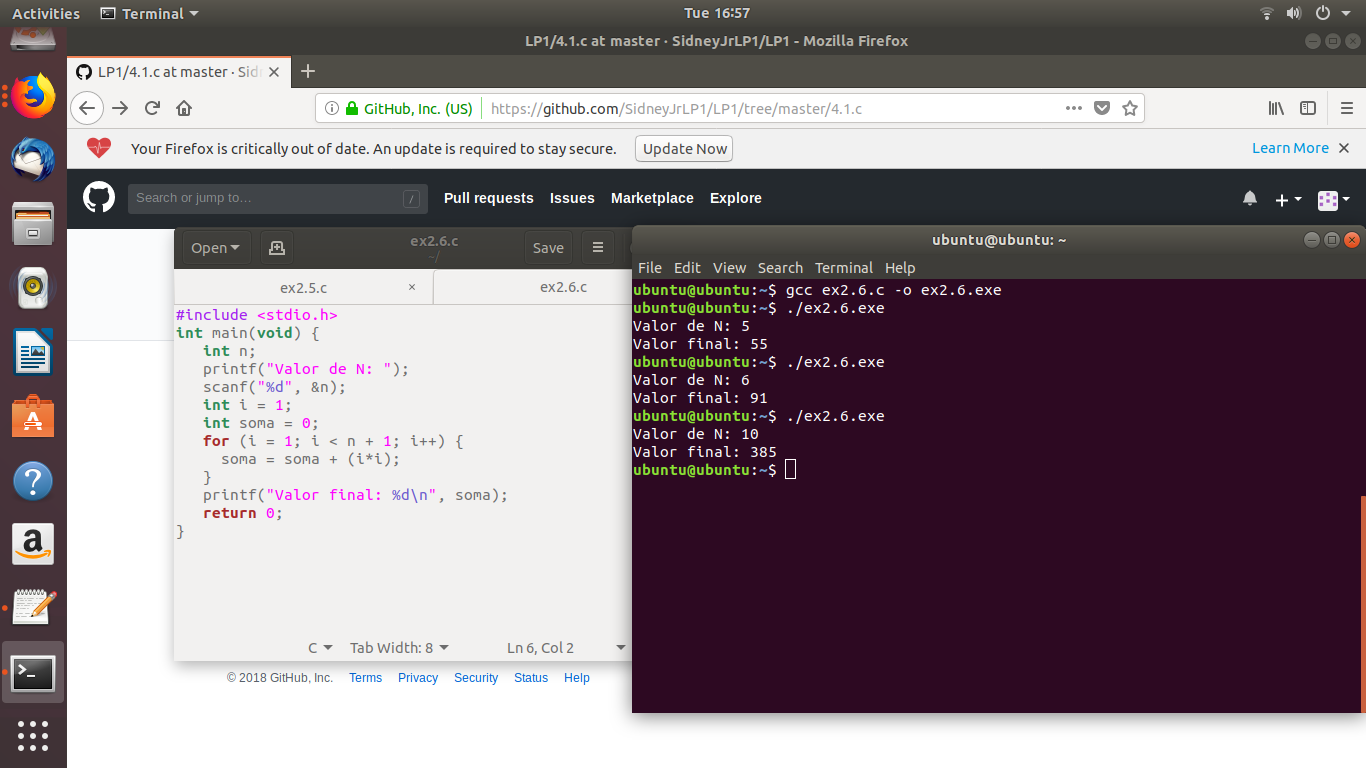 Activities Terminal Tue 16:57
LP1/4.1.c at master · SidneyJrLP1/LP1 - Mozilla Firefox
LP1/4.1.c at master · Sid
GitHub, Inc. (US) https://github.com/SidneyJrLP1/LP1/tree/master/4.1.c
Your Firefox is critically out of date. An update is required to stay secure. Update Now Learn More
Search or jump to… / Pull requests Issues Marketplace Explore
Open ex2.6.c Save
~/
ex2.5.c ex2.6.c
#include <stdio.h>
int main(void) {
   int n;
   printf("Valor de N: ");
   scanf("%d", &n);
   int i = 1;
   int soma = 0;
   for (i = 1; i < n + 1; i++) {
     soma = soma + (i*i);
   }
   printf("Valor final: %d\n", soma);
   return 0;
}
C Tab Width: 8 Ln 6, Col 2
ubuntu@ubuntu: ~
File Edit View Search Terminal Help
ubuntu@ubuntu:~$ gcc ex2.6.c -o ex2.6.exe
ubuntu@ubuntu:~$ ./ex2.6.exe
Valor de N: 5
Valor final: 55
ubuntu@ubuntu:~$ ./ex2.6.exe
Valor de N: 6
Valor final: 91
ubuntu@ubuntu:~$ ./ex2.6.exe
Valor de N: 10
Valor final: 385
ubuntu@ubuntu:~$
© 2018 GitHub, Inc. Terms Privacy Security Status Help